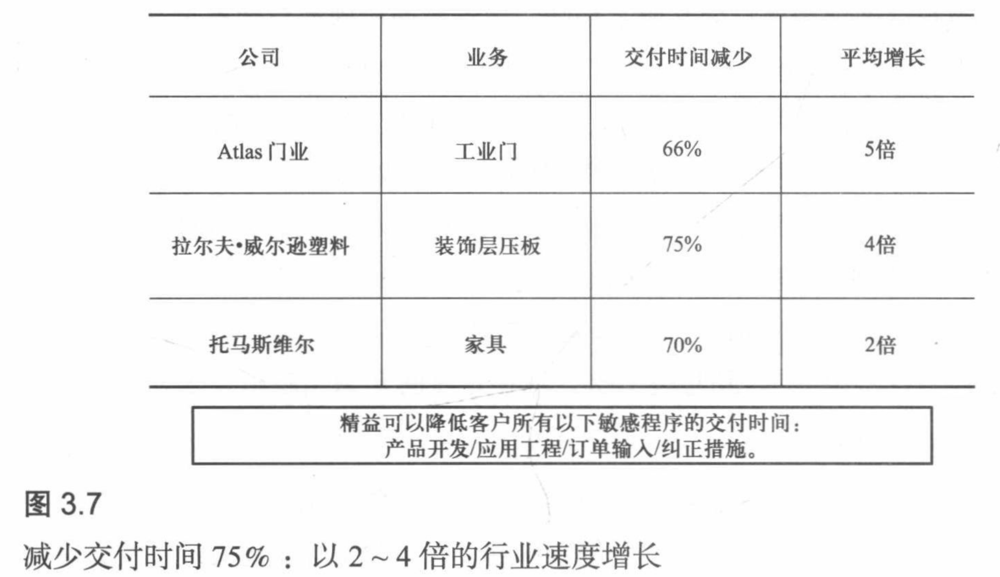 公司 业务 交付时间减少 平均增长
Atlas 门业 工业门 66% 5倍
拉尔夫•威尔逊塑料 装饰层压板 75% 4倍
托马斯维尔 家具 70% 2倍
精益可以降低客户所有以下敏感程序的交付时间：
产品开发/应用工程/订单输入/纠正措施。
图 3.7
减少交付时间 75% ：以 2 ~ 4 倍的行业速度增长